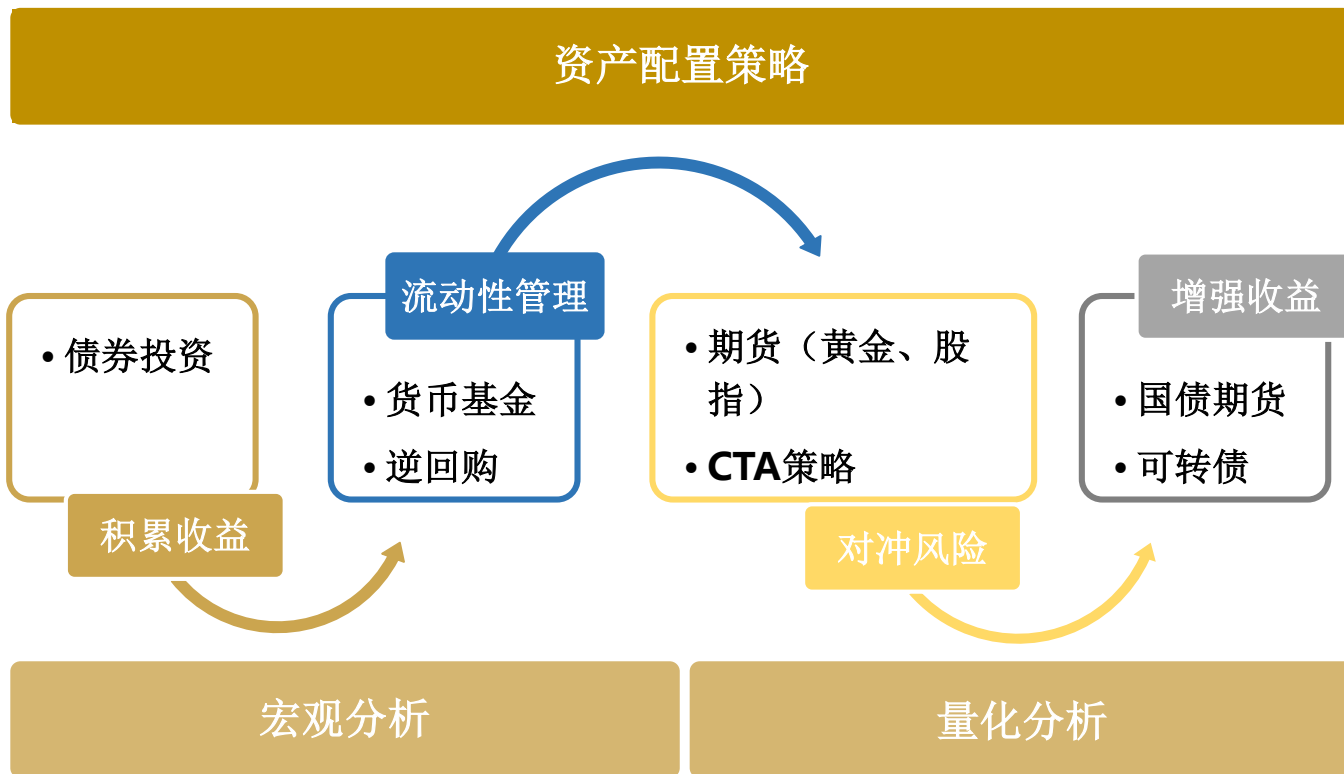 资产配置策略
• 债券投资
积累收益
流动性管理
• 货币基金
• 逆回购
• 期货（黄金、股
指）
• CTA策略
对冲风险
增强收益
• 国债期货
• 可转债
宏观分析
量化分析